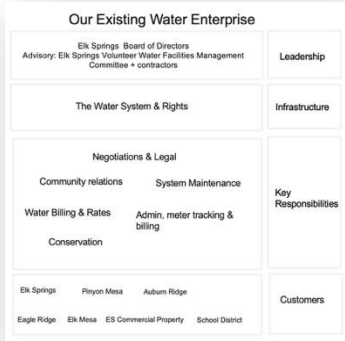 Our Existing Water Enterprise
Elk Springs Board of Directors
Advisory: Elk Springs Volunteer Water Facilities Management
Committee + contractors
Leadership
The Water System & Rights
Infrastructure
Negotiations & Legal
Community relations
System Maintenance
Water Billing & Rates
Admin, meter tracking &
billing
Conservation
Key
Responsibilities
Elk Springs
Pinyon Mesa
Auburn Ridge
Eagle Ridge
Elk Mesa
ES Commercial Property
School District
Customers